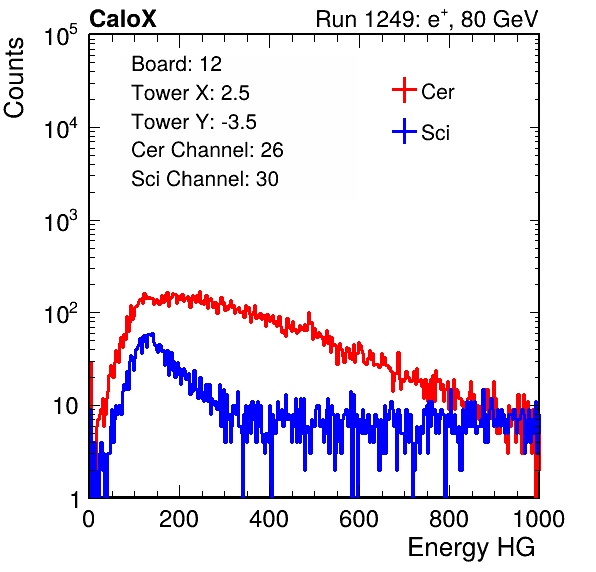 CaloX Run 1249: e⁺, 80 GeV
Counts
10⁵
10⁴
10³
10²
10
1
Board: 12
Tower X: 2.5
Tower Y: -3.5
Cer Channel: 26
Sci Channel: 30
Cer
Sci
0 200 400 600 800 1000
Energy HG